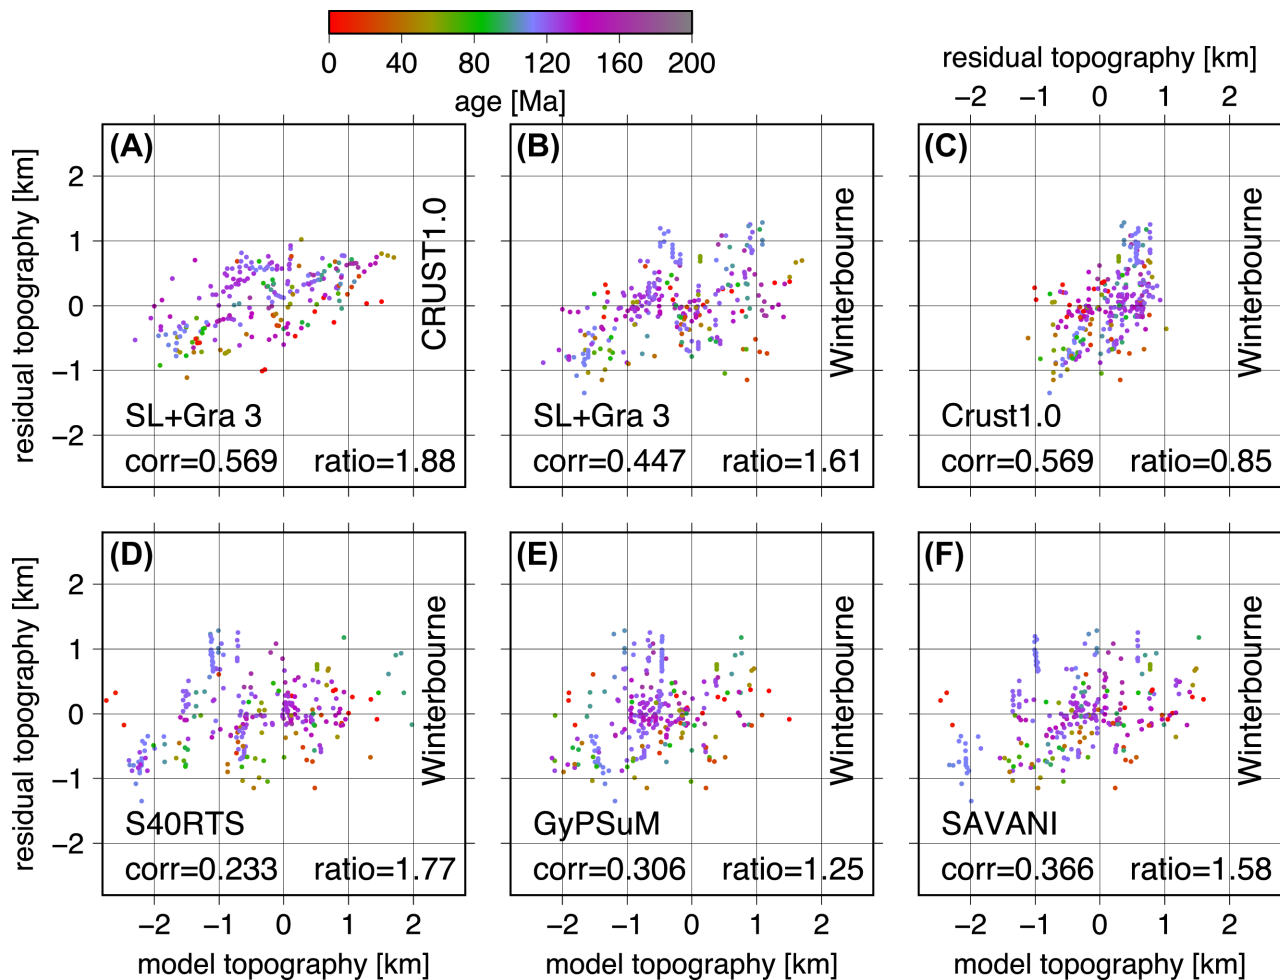 0 40 80 120 160 200
age [Ma]
residual topography [km]
−2 −1 0 1 2
(A)
(B)
(C)
residual topography [km]
2
1
0
−1
−2
CRUST1.0
Winterbourne
Winterbourne
SL+Gra 3
SL+Gra 3
Crust1.0
corr=0.569 ratio=1.88
corr=0.447 ratio=1.61
corr=0.569 ratio=0.85
(D)
(E)
(F)
residual topography [km]
2
1
0
−1
−2
Winterbourne
Winterbourne
Winterbourne
S40RTS
GyPSuM
SAVANI
corr=0.233 ratio=1.77
corr=0.306 ratio=1.25
corr=0.366 ratio=1.58
−2 −1 0 1 2
−2 −1 0 1 2
−2 −1 0 1 2
model topography [km]
model topography [km]
model topography [km]